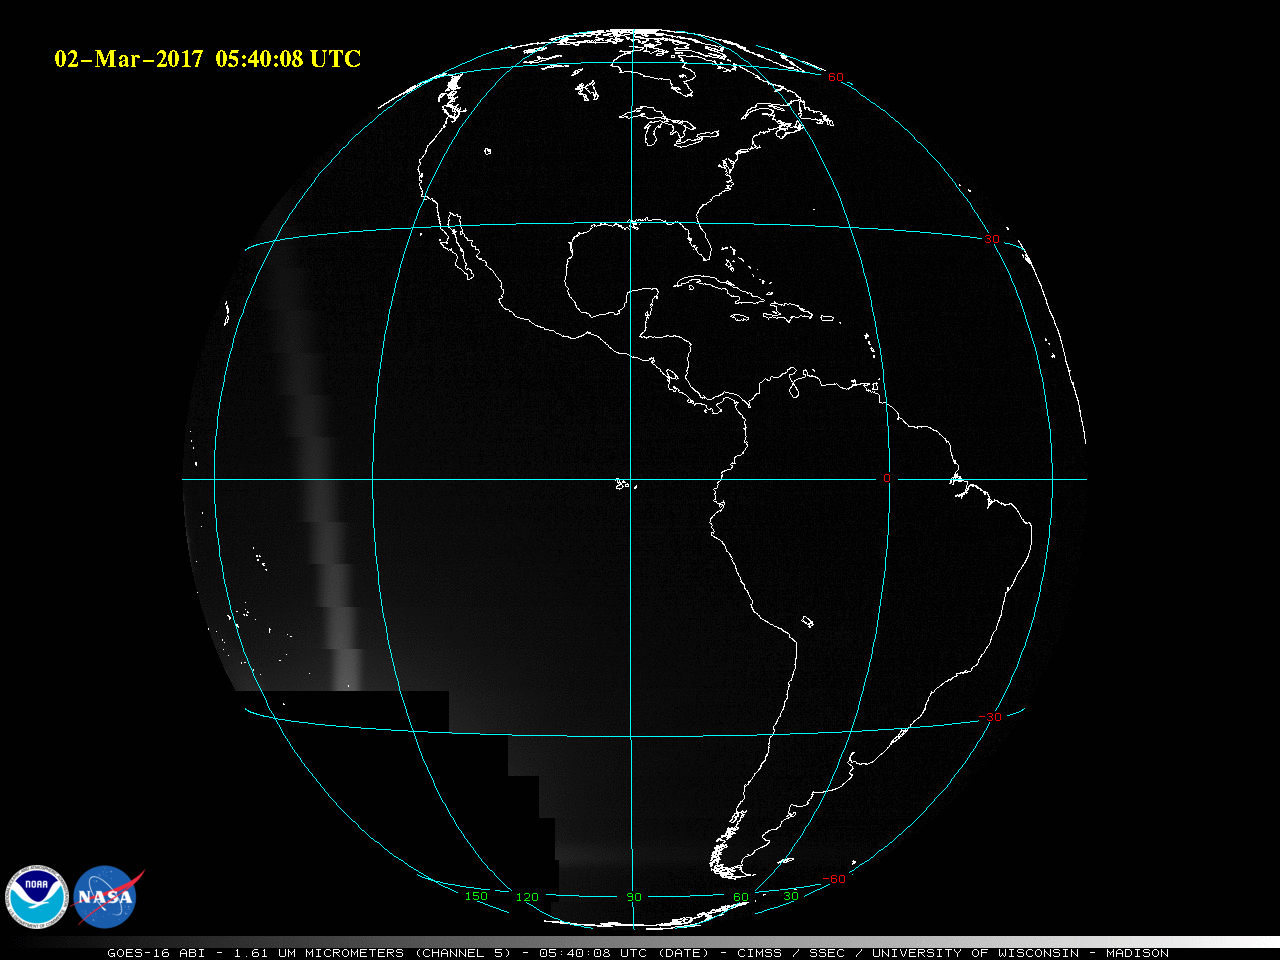 02-Mar-2017 05:40:08 UTC
60
30
0
-30
-60
150 120 90 60 30
NOAA
NASA
GOES-16 ABI - 1.61 UM MICROMETERS (CHANNEL 5) - 05:40:08 UTC (DATE) - CIMSS / SSEC / UNIVERSITY OF WISCONSIN - MADISON